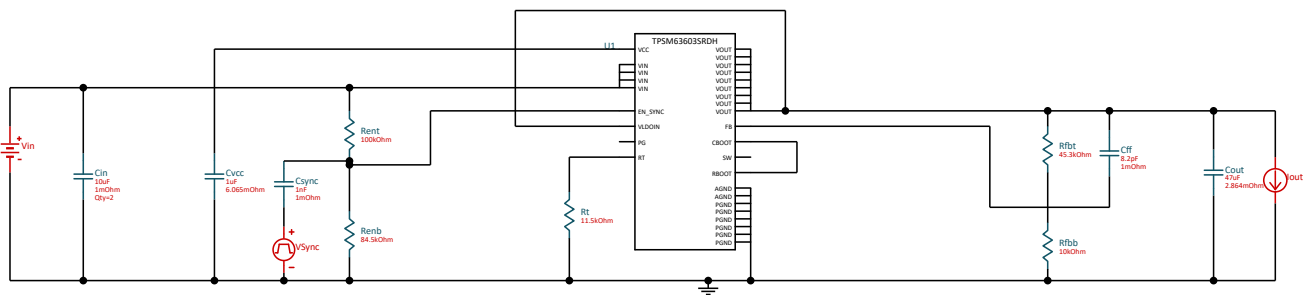 U1
TPSM63603SRDH
VCC
VIN
VIN
VIN
VIN
EN_SYNC
VLDOIN
PG
RT
VOUT
VOUT
VOUT
VOUT
VOUT
VOUT
VOUT
VOUT
VOUT
FB
CBOOT
SW
RBOOT
AGND
AGND
PGND
PGND
PGND
PGND
PGND
PGND
Vin
+
-
Cin
10uF
1mOhm
Qty=2
Cvcc
1uF
6.065mOhm
Csync
1nF
1mOhm
+
VSync
-
Rent
100kOhm
Renb
84.5kOhm
Rt
11.5kOhm
Rfbt
45.3kOhm
Rfbb
10kOhm
Cff
8.2pF
1mOhm
Cout
47uF
2.864mOhm
Iout